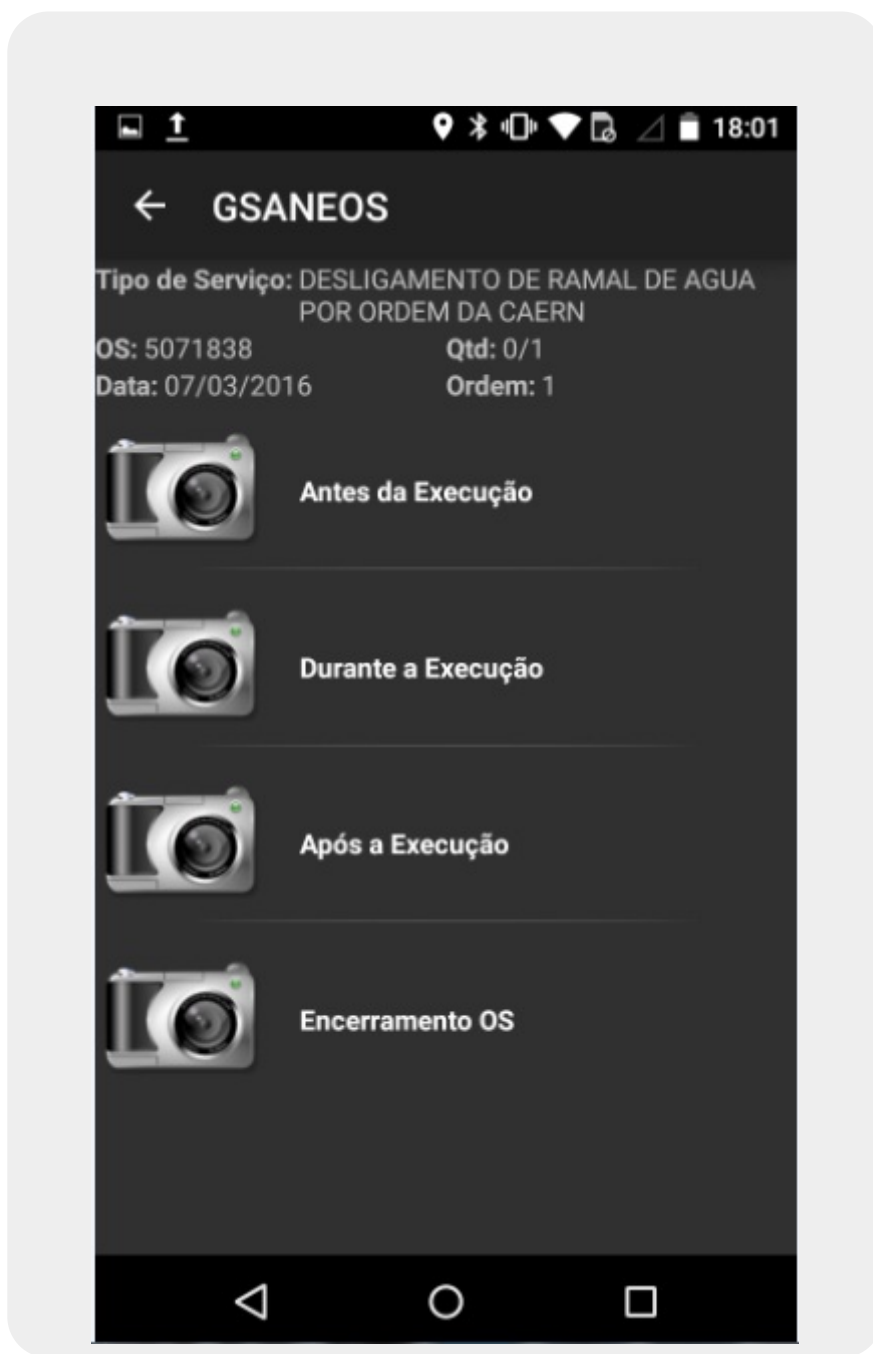 18:01
GSANEOS
Tipo de Serviço: DESLIGAMENTO DE RAMAL DE AGUA
POR ORDEM DA CAERN
OS: 5071838 Qtd: 0/1
Data: 07/03/2016 Ordem: 1
Antes da Execução
Durante a Execução
Após a Execução
Encerramento OS